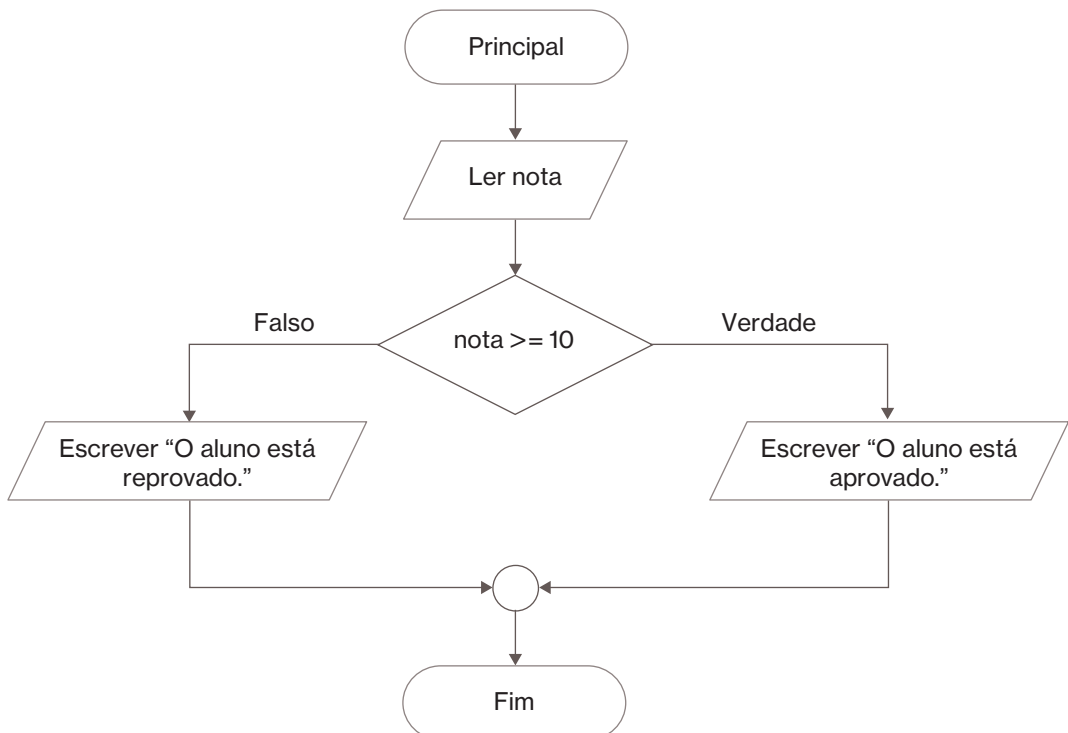 Principal
Ler nota
Falso
nota >= 10
Verdade
Escrever “O aluno está
reprovado.”
Escrever “O aluno está
aprovado.”
Fim